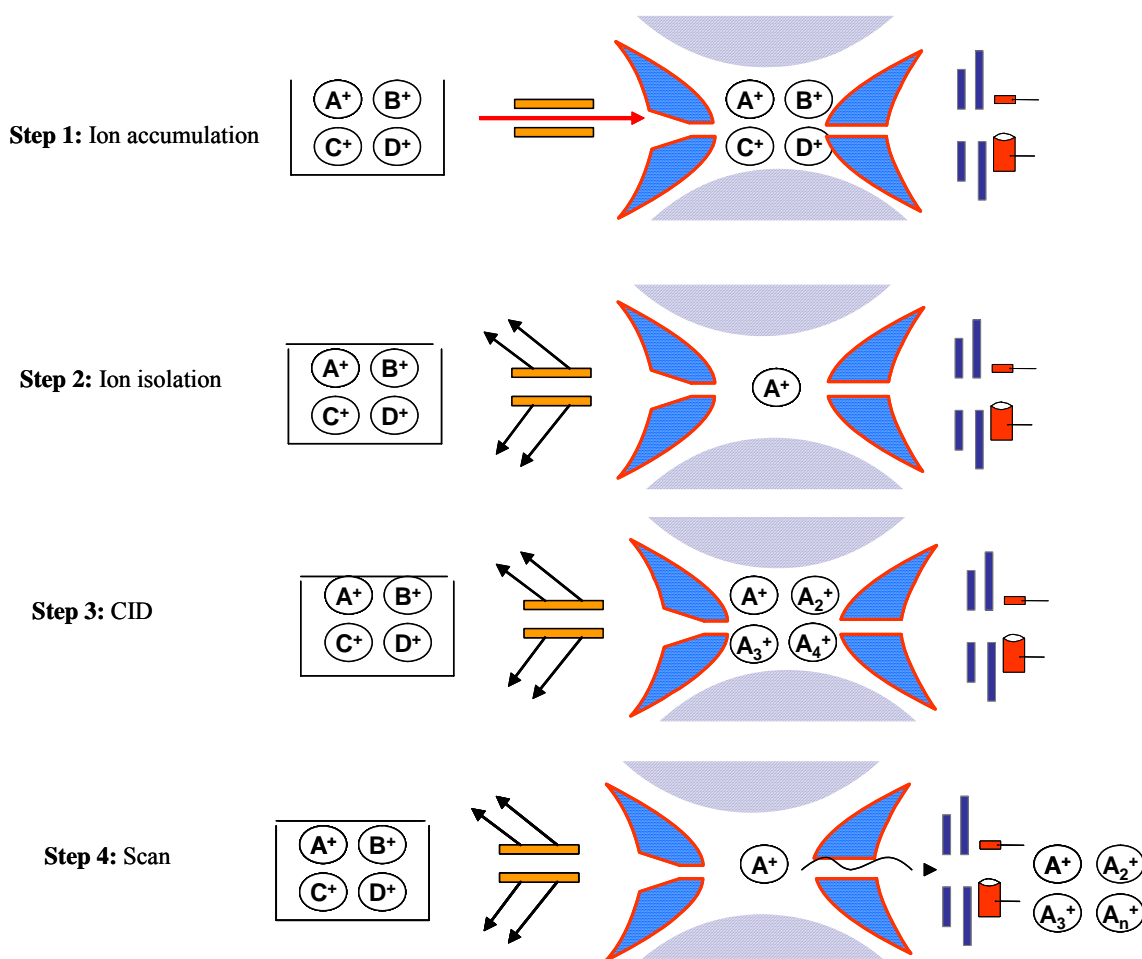 A+ B+
A+ B+
Step 1: Ion accumulation
C+ D+
C+ D+
A+ B+
Step 2: Ion isolation
A+
C+ D+
A+ B+
A+ A2+
Step 3: CID
C+ D+
A3+ A4+
A+ B+
Step 4: Scan
A+
A+ A2+
C+ D+
A3+ An+